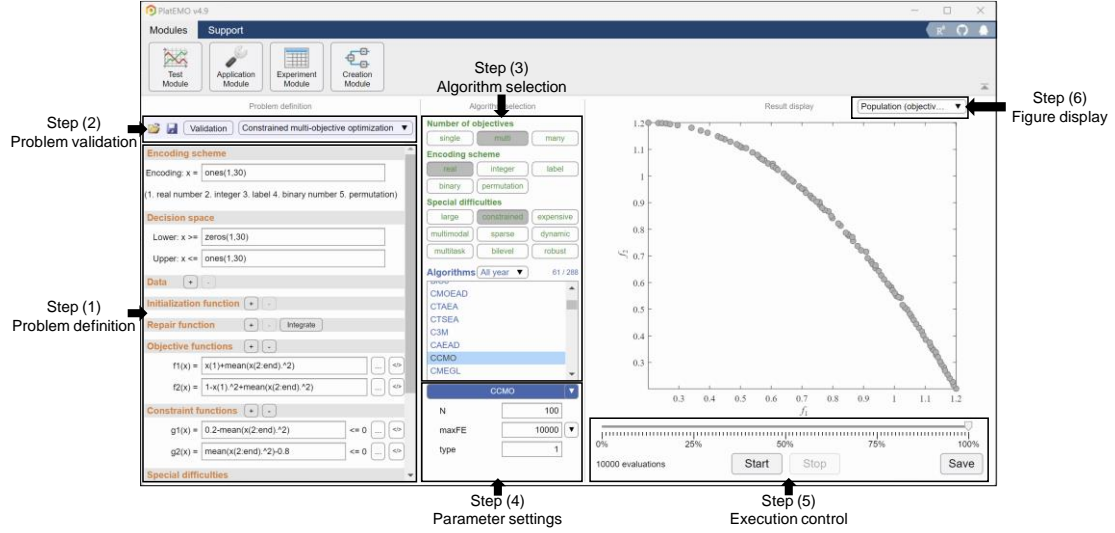 PlatEMO v4.9
Modules
Support
Test Module
Application Module
Experiment Module
Creation Module
Step (3)
Algorithm selection
Problem definition
Algorithm selection
Result display
Population (objectiv...
Step (6)
Figure display
Step (2)
Problem validation
Validation
Constrained multi-objective optimization
Step (1)
Problem definition
Encoding scheme
Encoding: x = ones(1,30)
(1. real number 2. integer 3. label 4. binary number 5. permutation)
Decision space
Lower: x >= zeros(1,30)
Upper: x <= ones(1,30)
Data + -
Initialization function + -
Repair function + - Integrate
Objective functions + -
f1(x) = x(1)+mean(x(2:end).^2) ... </>
f2(x) = 1-x(1).^2+mean(x(2:end).^2) ... </>
Constraint functions + -
g1(x) = 0.2-mean(x(2:end).^2) <= 0 ... </>
g2(x) = mean(x(2:end).^2)-0.8 <= 0 ... </>
Special difficulties
Number of objectives
single multi many
Encoding scheme
real integer label
binary permutation
Special difficulties
large constrained expensive
multimodal sparse dynamic
multitask bilevel robust
Algorithms All year 61 / 288
CMOEAD
CTAEA
CTSEA
C3M
CAEAD
CCMO
CMEGL
CCMO
N 100
maxFE 10000
type 1
Step (4)
Parameter settings
1.2
1.1
1
0.9
0.8
0.7
0.6
0.5
0.4
0.3
f2
0.3 0.4 0.5 0.6 0.7 0.8 0.9 1 1.1 1.2
f1
0% 25% 50% 75% 100%
10000 evaluations Start Stop Save
Step (5)
Execution control